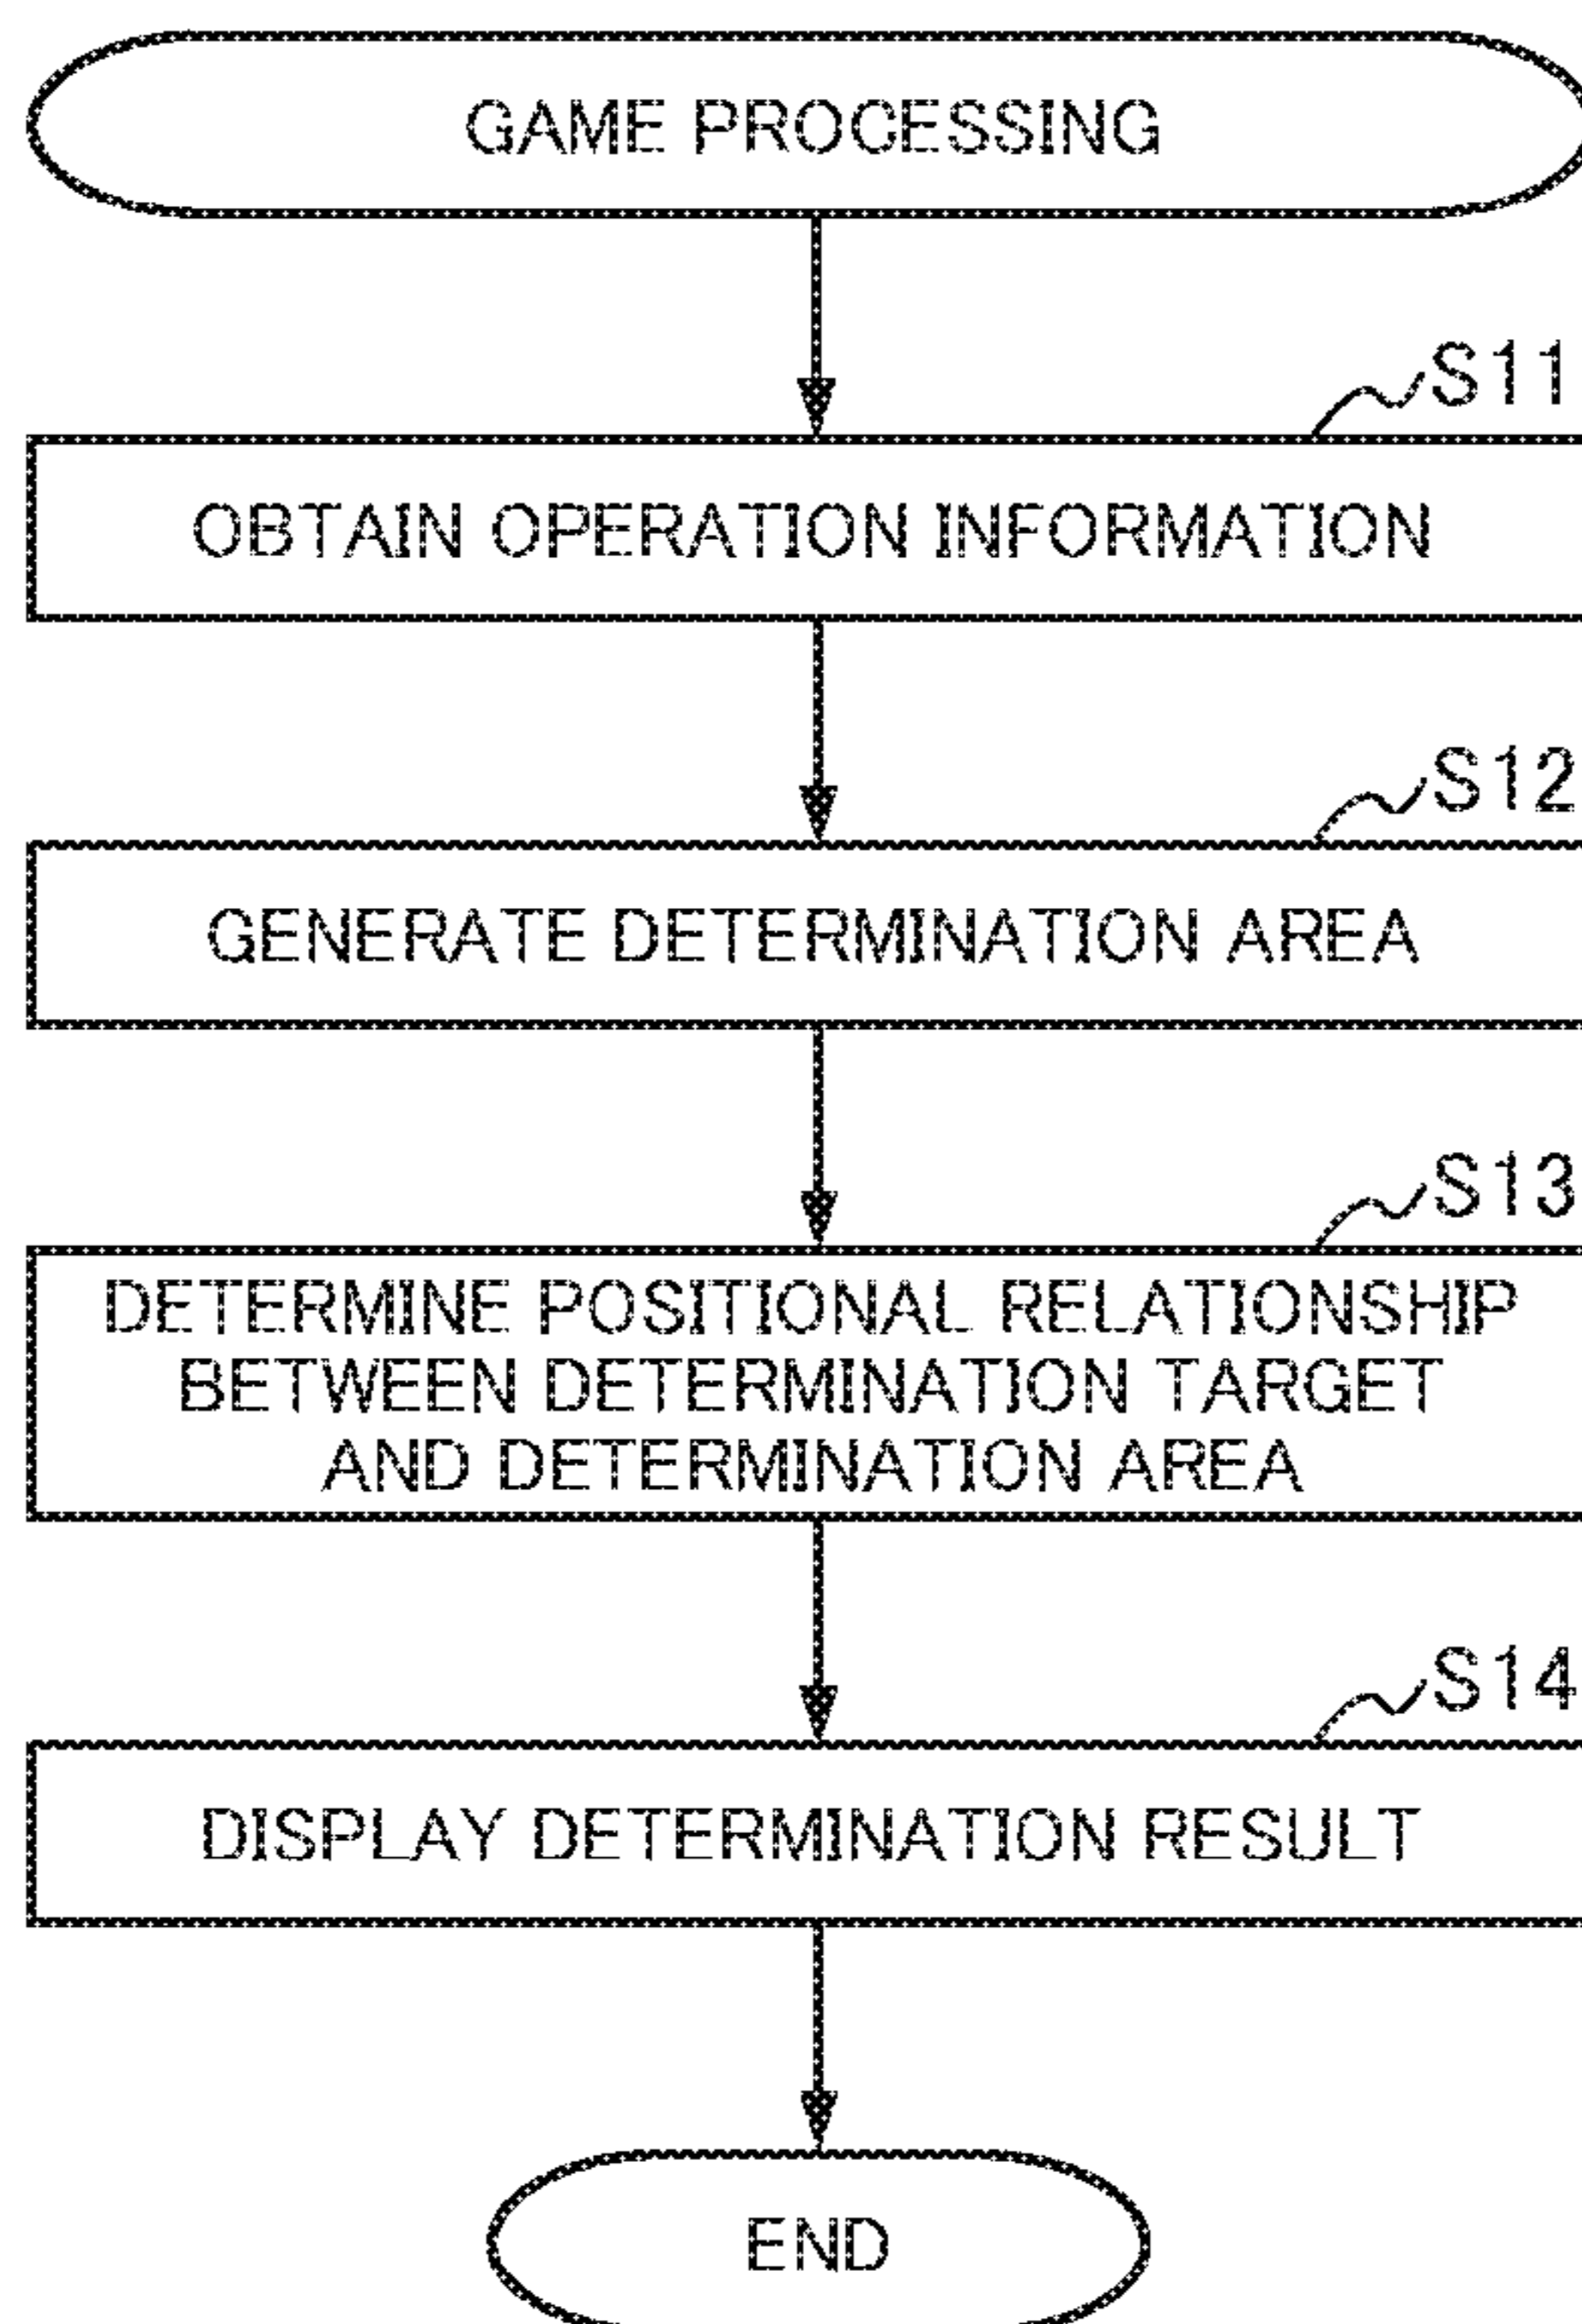 GAME PROCESSING
S11
OBTAIN OPERATION INFORMATION
S12
GENERATE DETERMINATION AREA
S13
DETERMINE POSITIONAL RELATIONSHIP
BETWEEN DETERMINATION TARGET
AND DETERMINATION AREA
S14
DISPLAY DETERMINATION RESULT
END